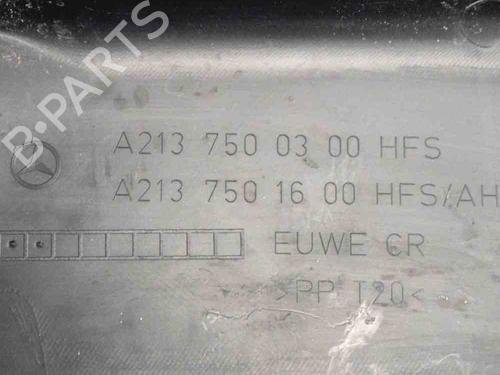 B-PARTS
A213 750 03 00 HFS
A213 750 16 00 HFS/AH
EUWE CR
>PP T20<